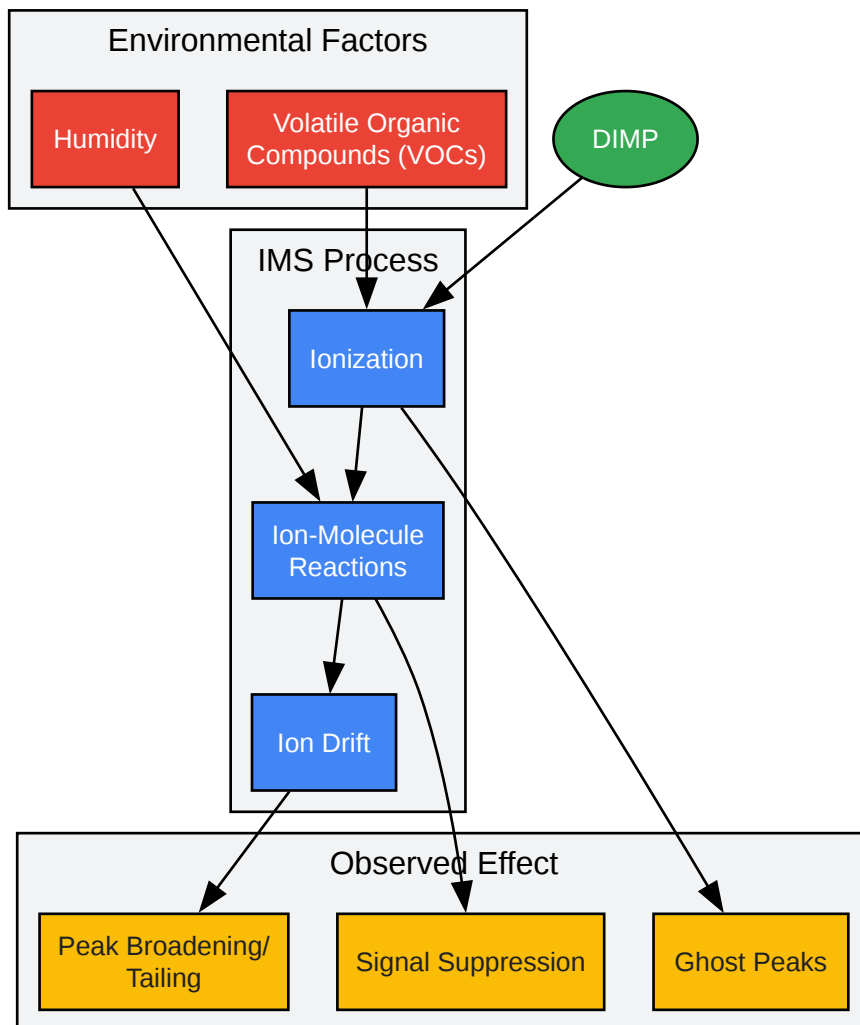 Environmental Factors
Humidity
Volatile Organic
Compounds (VOCs)
DIMP
IMS Process
Ionization
Ion-Molecule
Reactions
Ion Drift
Observed Effect
Peak Broadening/
Tailing
Signal Suppression
Ghost Peaks